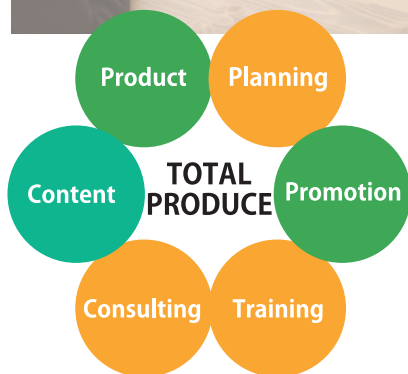 Product
Planning
Content
TOTAL
PRODUCE
Promotion
Consulting
Training